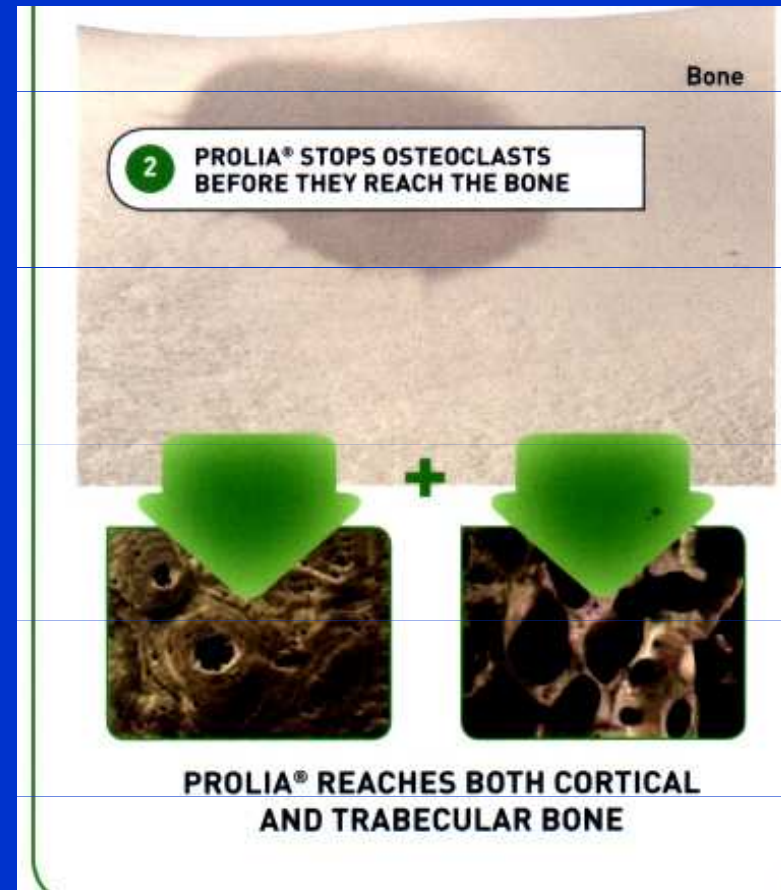 Bone
2
PROLIA® STOPS OSTEOCLASTS
BEFORE THEY REACH THE BONE
+
PROLIA® REACHES BOTH CORTICAL
AND TRABECULAR BONE